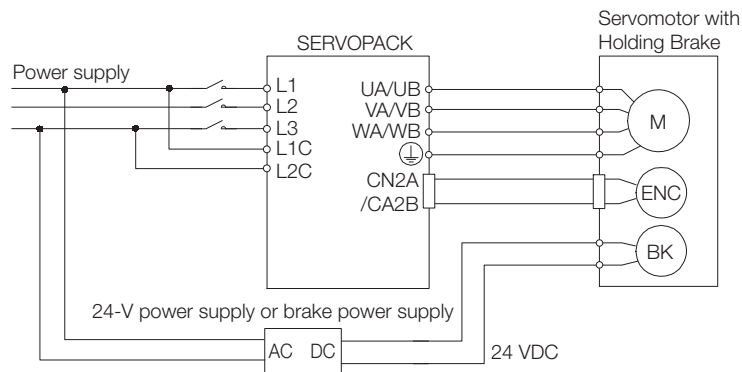 Servomotor with
Holding Brake
SERVOPACK
Power supply
L1
L2
L3
L1C
L2C
UA/UB
VA/VB
WA/WB
CN2A
/CA2B
M
ENC
BK
24-V power supply or brake power supply
AC DC
24 VDC